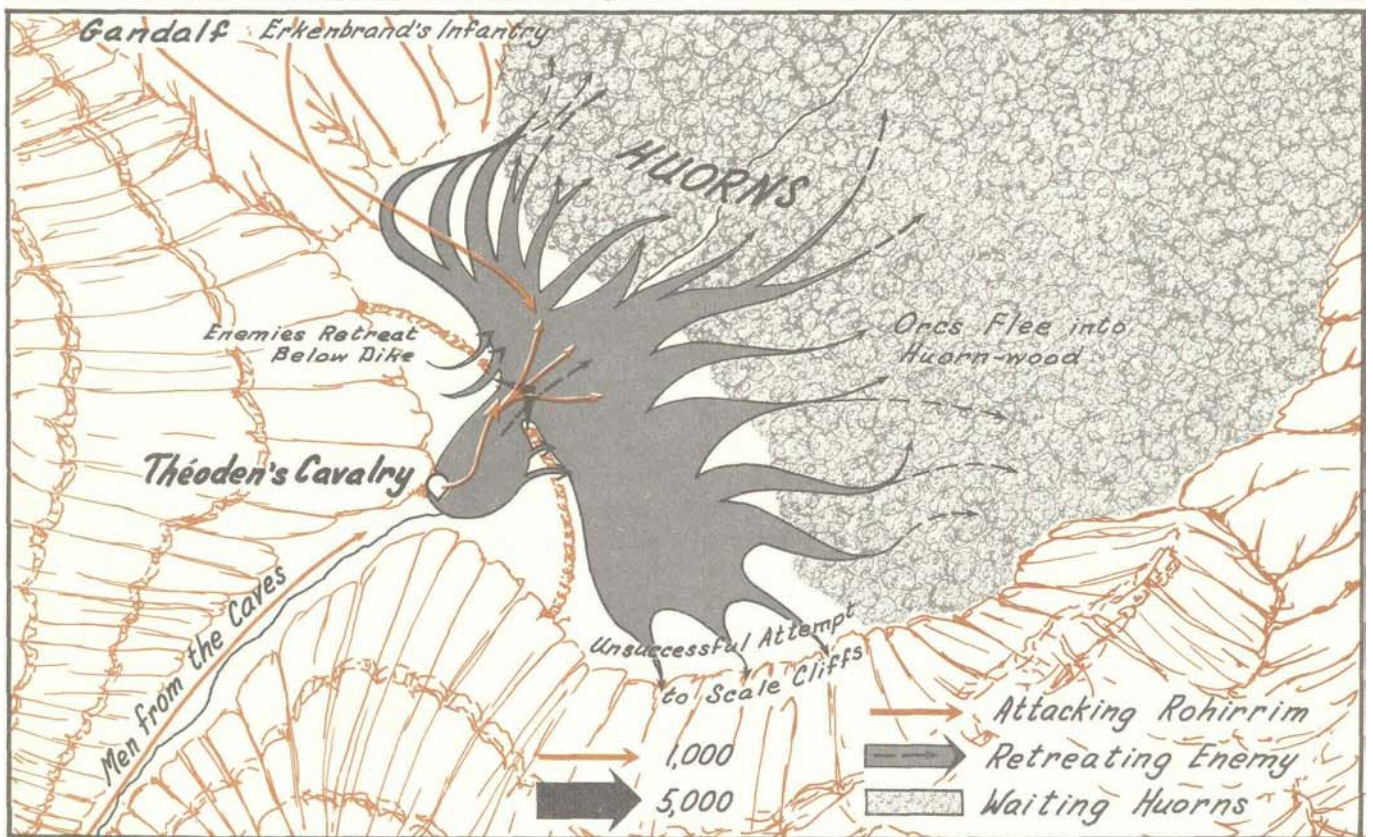 Gandalf
Erkenbrand's Infantry
HUORNS
Enemies Retreat
Below Dike
Orcs Flee into
Huorn-wood
Théoden's Cavalry
Men from the Caves
Unsuccessful Attempt
to Scale Cliffs
1,000
5,000
Attacking Rohirrim
Retreating Enemy
Waiting Huorns